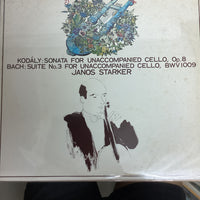 KODÁLY: SONATA FOR UNACCOMPANIED CELLO, Op.8
BACH: SUITE No.3 FOR UNACCOMPANIED CELLO, BWV1009
JANOS STARKER